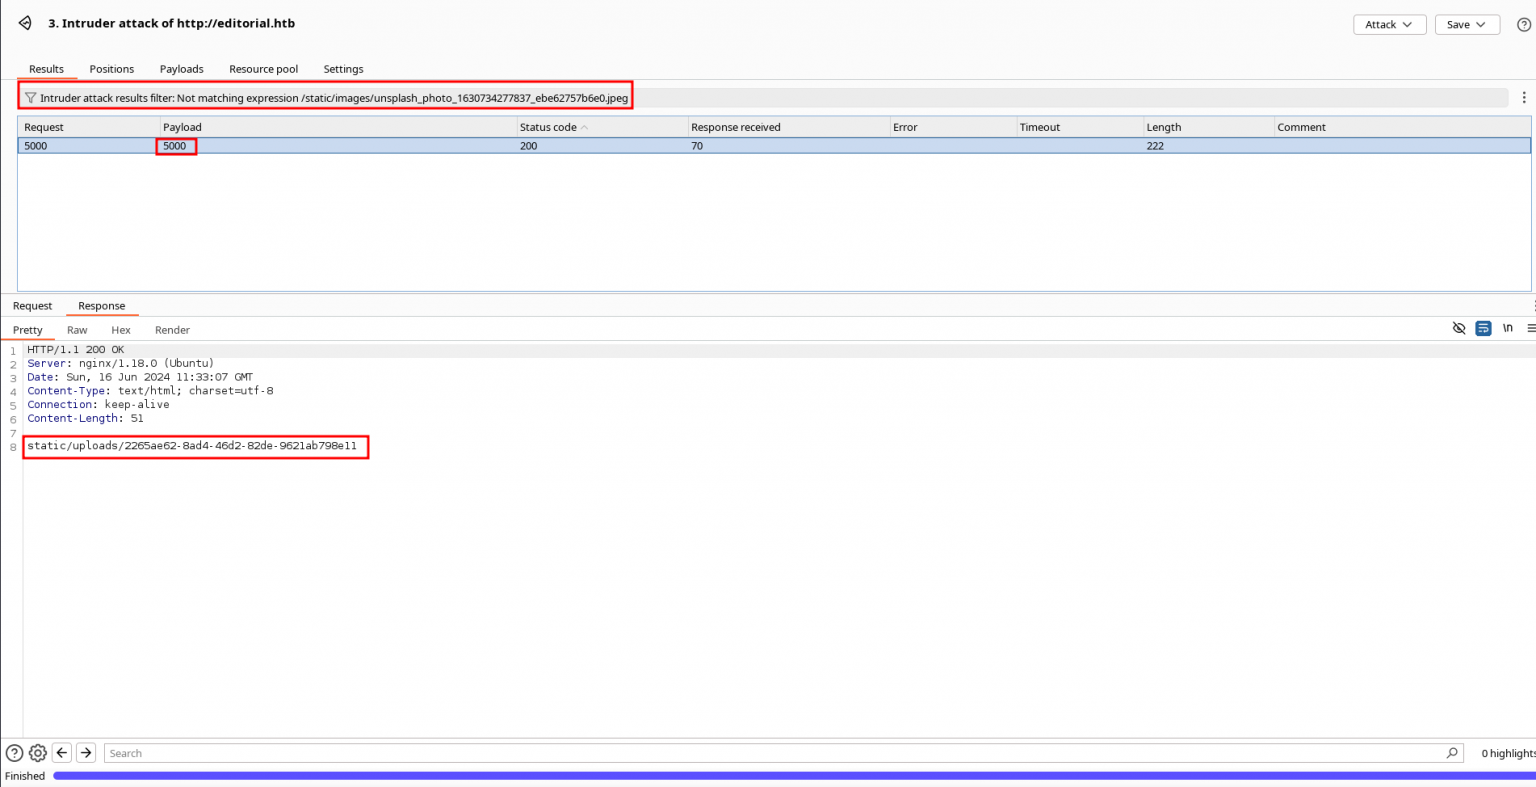 3. Intruder attack of http://editorial.htb
Attack
Save
Results Positions Payloads Resource pool Settings
Intruder attack results filter: Not matching expression /static/images/unsplash_photo_1630734277837_ebe62757b6e0.jpeg
Request Payload Status code Response received Error Timeout Length Comment
5000 5000 200 70 222
Request Response
Pretty Raw Hex Render
\n
1 HTTP/1.1 200 OK
2 Server: nginx/1.18.0 (Ubuntu)
3 Date: Sun, 16 Jun 2024 11:33:07 GMT
4 Content-Type: text/html; charset=utf-8
5 Connection: keep-alive
6 Content-Length: 51
7
8 static/uploads/2265ae62-8ad4-46d2-82de-9621ab798e11
Search
0 highlights
Finished